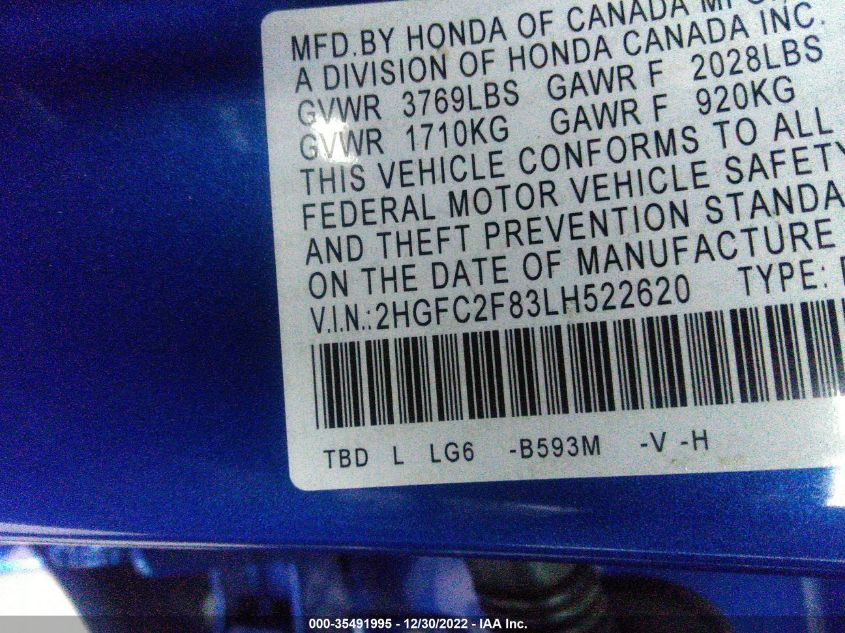 MFD.BY HONDA OF CANADA MFG.
A DIVISION OF HONDA CANADA INC.
GVWR 3769LBS GAWR F 2028LBS
GVWR 1710KG GAWR F 920KG
THIS VEHICLE CONFORMS TO ALL
FEDERAL MOTOR VEHICLE SAFETY
AND THEFT PREVENTION STANDA
ON THE DATE OF MANUFACTURE
V.I.N.:2HGFC2F83LH522620 TYPE:
TBD L LG6 -B593M -V -H
000-35491995 - 12/30/2022 - IAA Inc.